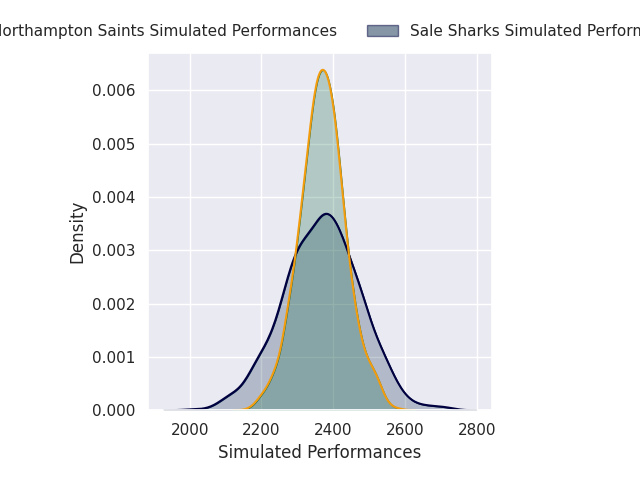 Northampton Saints Simulated Performances
Sale Sharks Simulated Perform
0.006
0.005
0.004
0.003
0.002
0.001
0.000
Density
2000 2200 2400 2600 2800
Simulated Performances